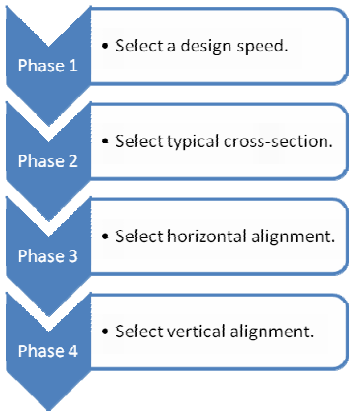 Phase 1
• Select a design speed.
Phase 2
• Select typical cross-section.
Phase 3
• Select horizontal alignment.
Phase 4
• Select vertical alignment.